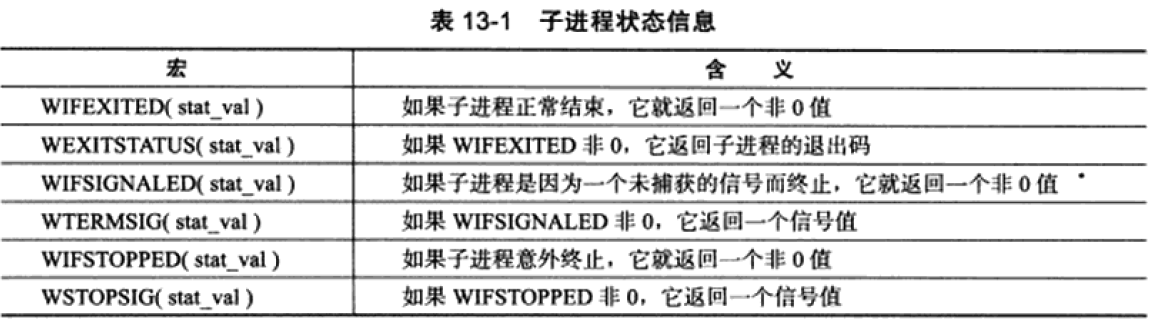 表 13-1 子进程状态信息
宏 含 义
WIFEXITED( stat_val ) 如果子进程正常结束，它就返回一个非 0 值
WEXITSTATUS( stat_val ) 如果 WIFEXITED 非 0，它返回子进程的退出码
WIFSIGNALED( stat_val ) 如果子进程是因为一个未捕获的信号而终止，它就返回一个非 0 值
WTERMSIG( stat_val ) 如果 WIFSIGNALED 非 0，它返回一个信号值
WIFSTOPPED( stat_val ) 如果子进程意外终止，它就返回一个非 0 值
WSTOPSIG( stat_val ) 如果 WIFSTOPPED 非 0，它返回一个信号值